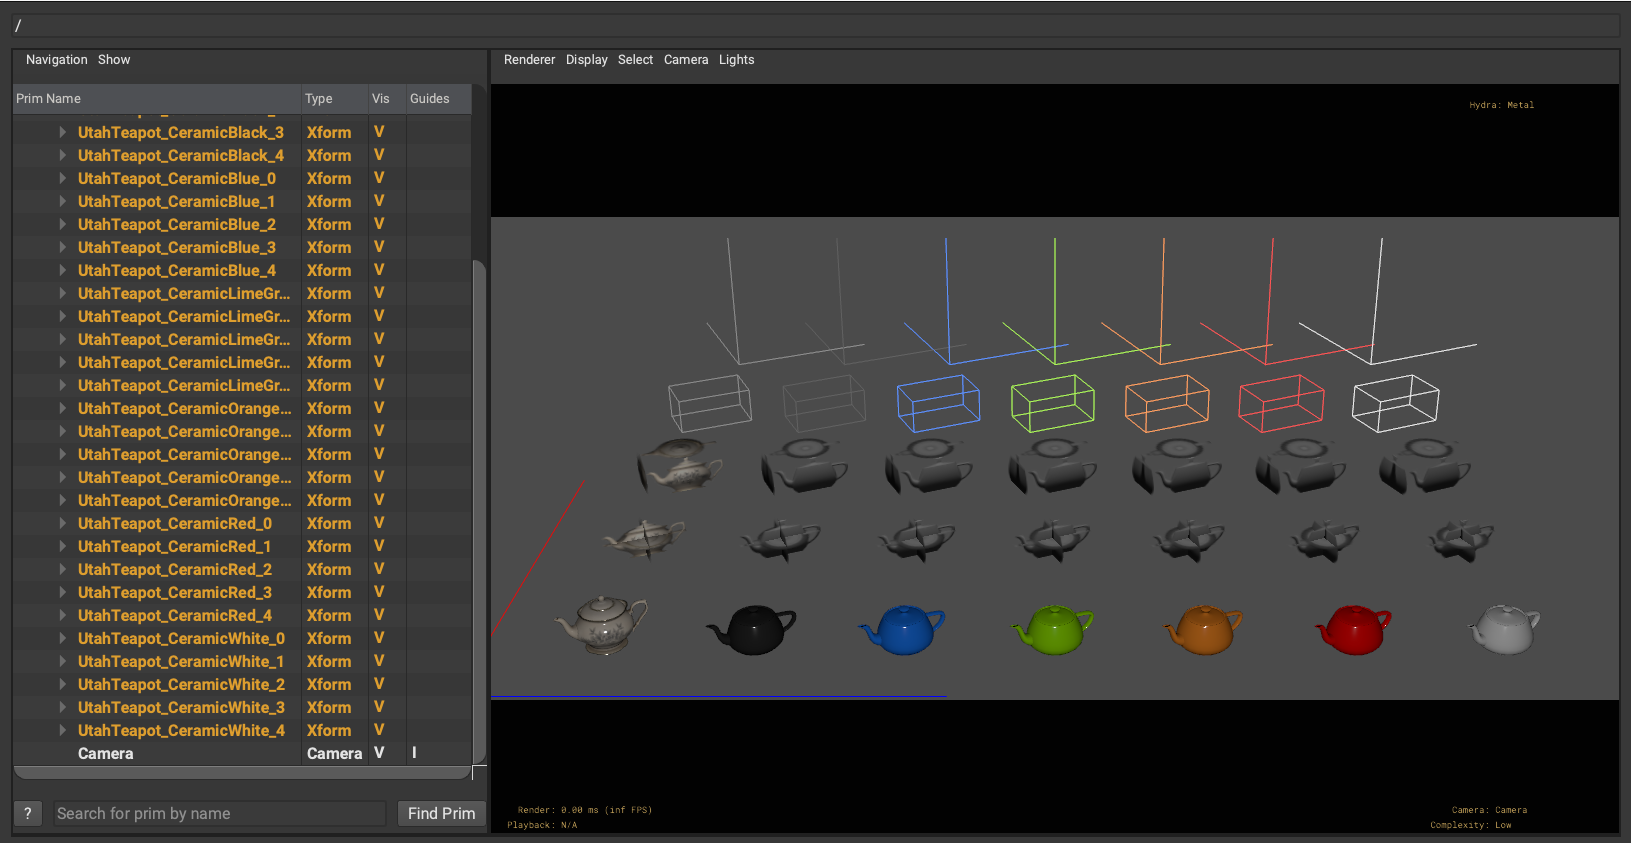 /
Navigation Show
Prim Name Type Vis Guides
UtahTeapot_CeramicBlack_3 Xform V
UtahTeapot_CeramicBlack_4 Xform V
UtahTeapot_CeramicBlue_0 Xform V
UtahTeapot_CeramicBlue_1 Xform V
UtahTeapot_CeramicBlue_2 Xform V
UtahTeapot_CeramicBlue_3 Xform V
UtahTeapot_CeramicBlue_4 Xform V
UtahTeapot_CeramicLimeGr... Xform V
UtahTeapot_CeramicLimeGr... Xform V
UtahTeapot_CeramicLimeGr... Xform V
UtahTeapot_CeramicLimeGr... Xform V
UtahTeapot_CeramicLimeGr... Xform V
UtahTeapot_CeramicOrange... Xform V
UtahTeapot_CeramicOrange... Xform V
UtahTeapot_CeramicOrange... Xform V
UtahTeapot_CeramicOrange... Xform V
UtahTeapot_CeramicOrange... Xform V
UtahTeapot_CeramicRed_0 Xform V
UtahTeapot_CeramicRed_1 Xform V
UtahTeapot_CeramicRed_2 Xform V
UtahTeapot_CeramicRed_3 Xform V
UtahTeapot_CeramicRed_4 Xform V
UtahTeapot_CeramicWhite_0 Xform V
UtahTeapot_CeramicWhite_1 Xform V
UtahTeapot_CeramicWhite_2 Xform V
UtahTeapot_CeramicWhite_3 Xform V
UtahTeapot_CeramicWhite_4 Xform V
Camera Camera V I
? Search for prim by name Find Prim
Renderer Display Select Camera Lights
Hydra: Metal
Render: 0.00 ms (inf FPS)
Playback: N/A
Camera: Camera
Complexity: Low